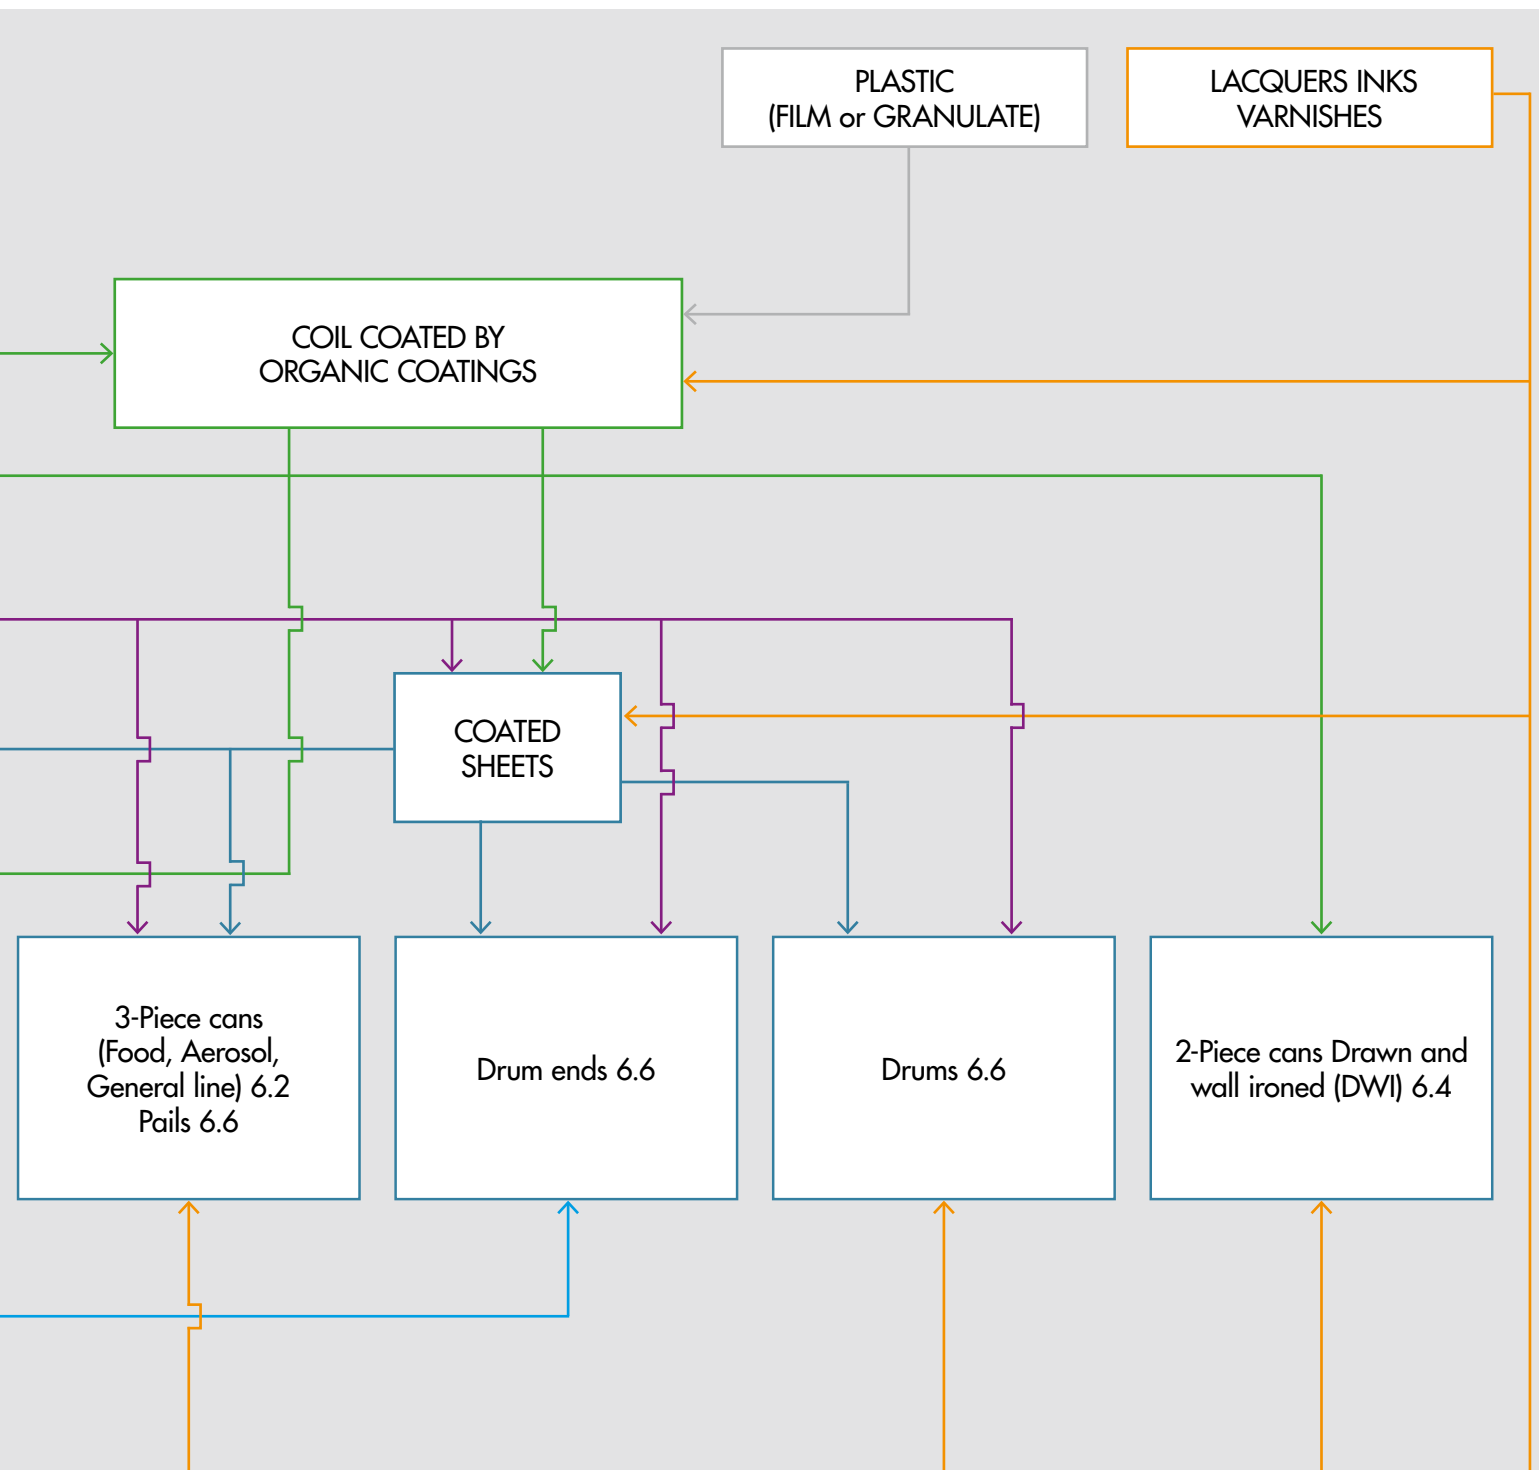 PLASTIC
(FILM or GRANULATE)
LACQUERS INKS
VARNISHES
COIL COATED BY
ORGANIC COATINGS
COATED
SHEETS
3-Piece cans
(Food, Aerosol,
General line) 6.2
Pails 6.6
Drum ends 6.6
Drums 6.6
2-Piece cans Drawn and
wall ironed (DWI) 6.4